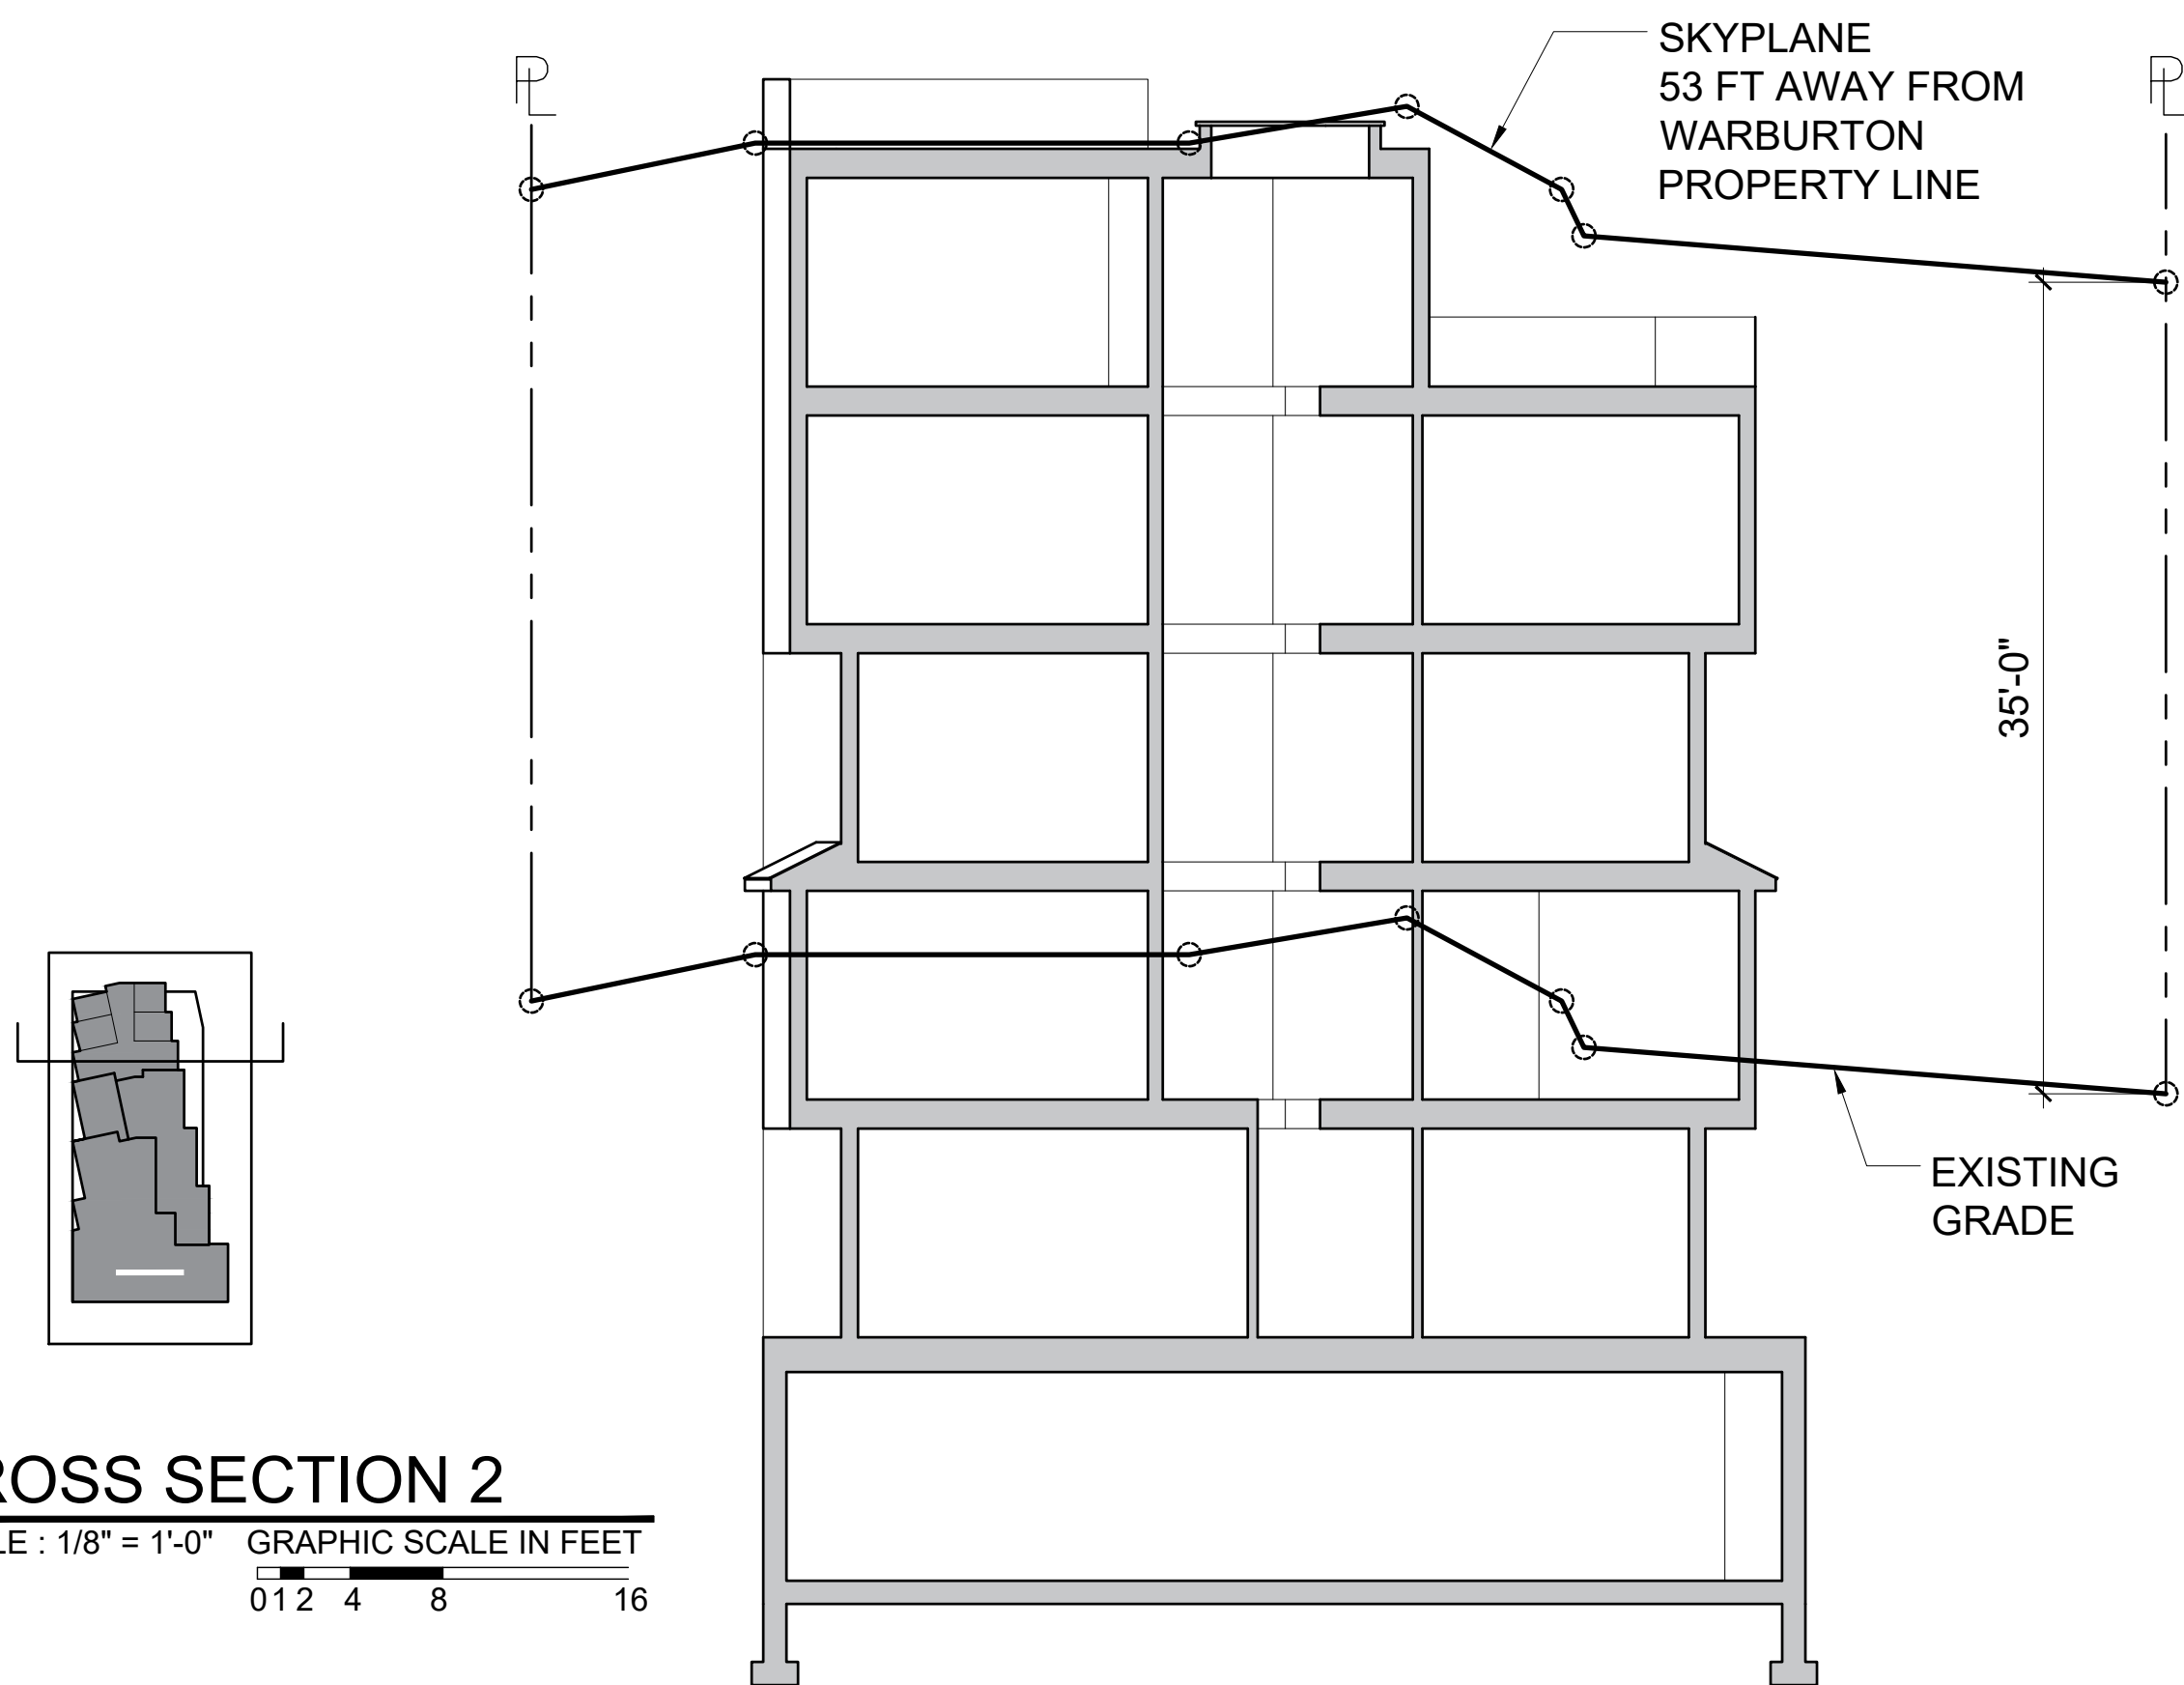 PL
PL
SKYPLANE
53 FT AWAY FROM
WARBURTON
PROPERTY LINE
35'-0"
EXISTING
GRADE
ROSS SECTION 2
LE : 1/8" = 1'-0" GRAPHIC SCALE IN FEET
0 1 2 4 8 16